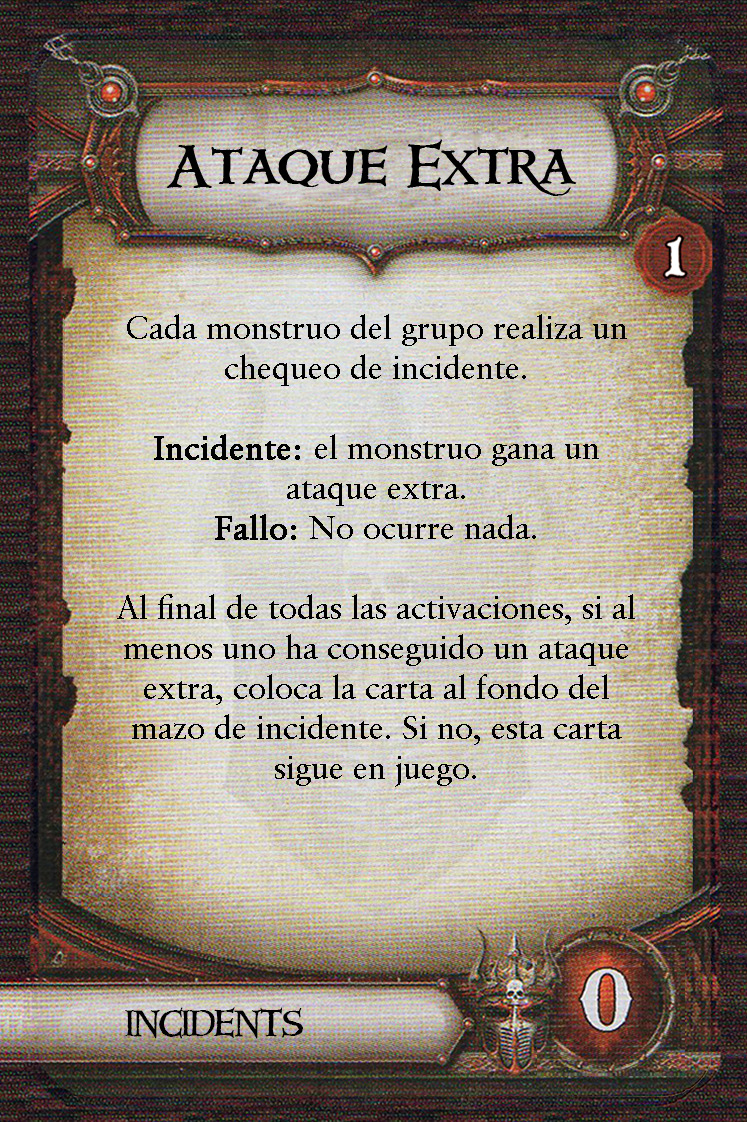 Ataque Extra
1
Cada monstruo del grupo realiza un
chequeo de incidente.
Incidente: el monstruo gana un
ataque extra.
Fallo: No ocurre nada.
Al final de todas las activaciones, si al
menos uno ha conseguido un ataque
extra, coloca la carta al fondo del
mazo de incidente. Si no, esta carta
sigue en juego.
INCIDENTS
0